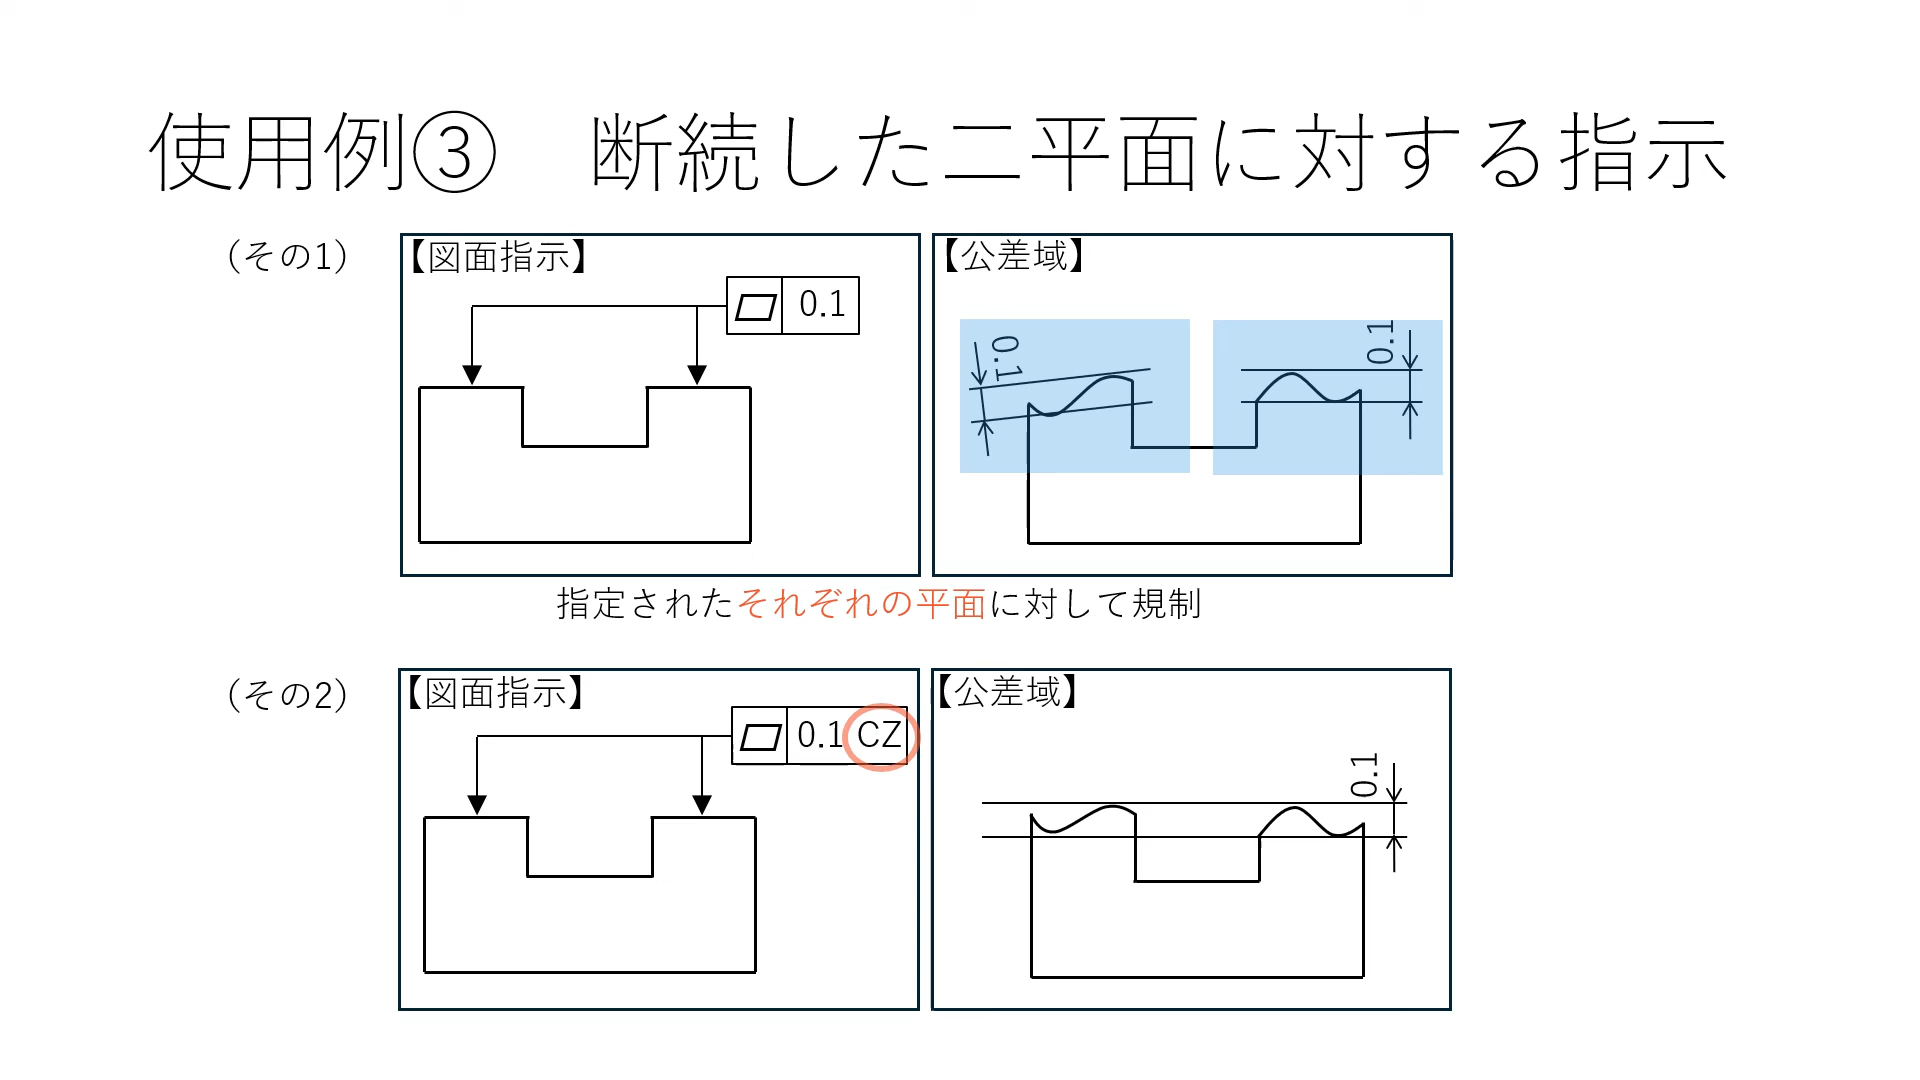 使用例③　断続した二平面に対する指示
（その1）
【図面指示】
0.1
【公差域】
0.1
0.1
指定されたそれぞれの平面に対して規制
（その2）
【図面指示】
0.1 CZ
【公差域】
0.1